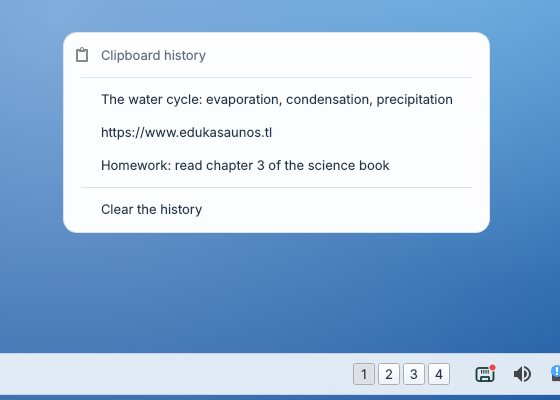 Clipboard history
The water cycle: evaporation, condensation, precipitation
https://www.edukasaunos.tl
Homework: read chapter 3 of the science book
Clear the history
1 2 3 4